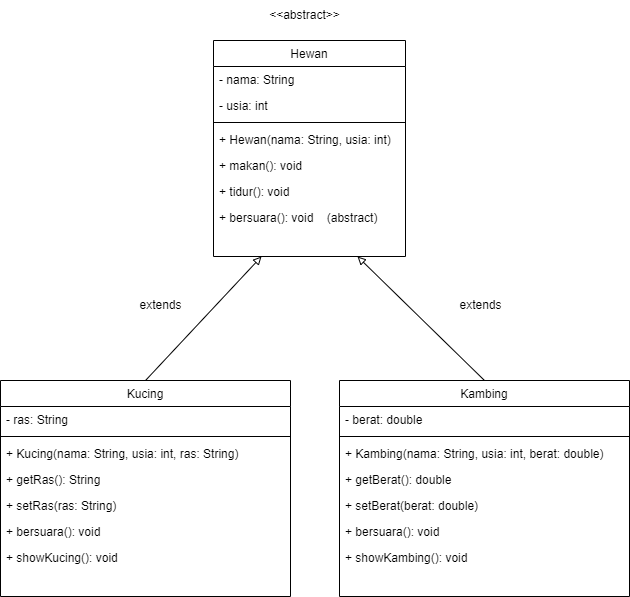 <<abstract>>
Hewan
- nama: String
- usia: int
+ Hewan(nama: String, usia: int)
+ makan(): void
+ tidur(): void
+ bersuara(): void (abstract)
extends
extends
Kucing
- ras: String
+ Kucing(nama: String, usia: int, ras: String)
+ getRas(): String
+ setRas(ras: String)
+ bersuara(): void
+ showKucing(): void
Kambing
- berat: double
+ Kambing(nama: String, usia: int, berat: double)
+ getBerat(): double
+ setBerat(berat: double)
+ bersuara(): void
+ showKambing(): void